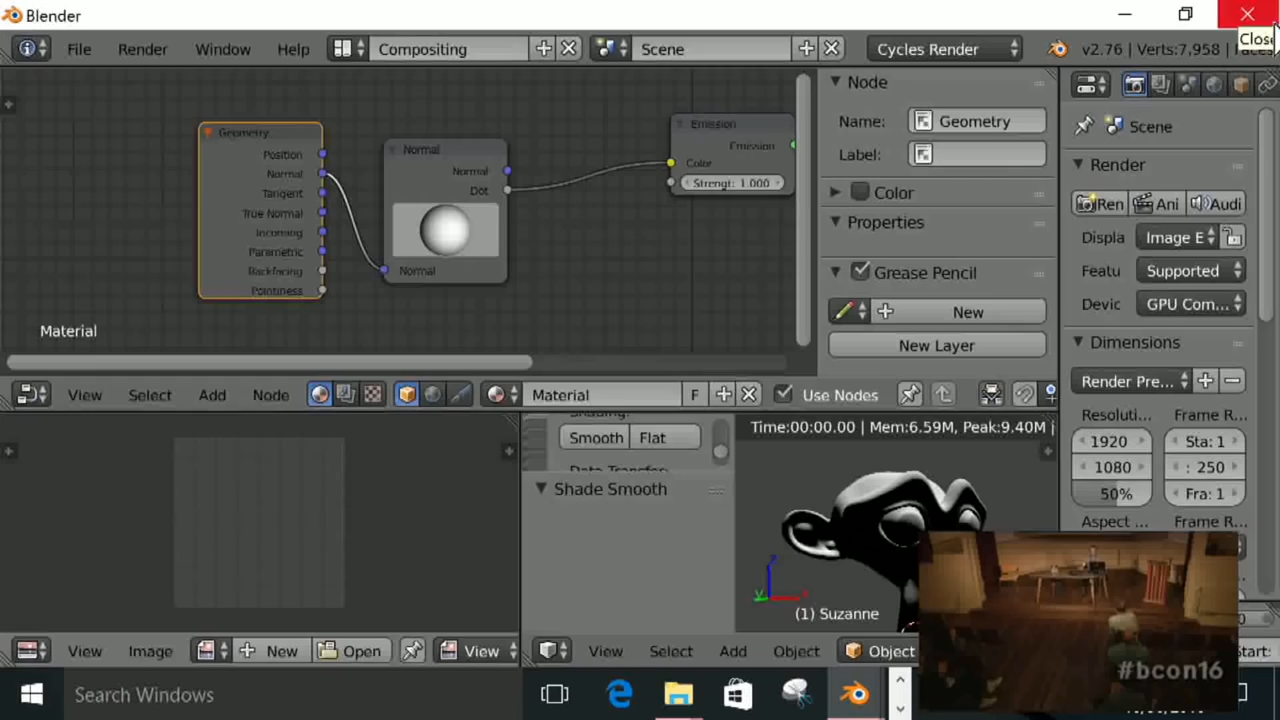 Blender
Close
File Render Window Help Compositing Scene Cycles Render v2.76 | Verts:7,958 |
Geometry
Position
Normal
Tangent
True Normal
Incoming
Parametric
Backfacing
Pointiness
Normal
Normal
Dot
Normal
Emission
Emission
Color
Strengt: 1.000
Material
Node
Name: Geometry
Label:
Color
Properties
Grease Pencil
New
New Layer
Scene
Render
Ren Ani Audi
Displa Image E
Featu Supported
Devic GPU Com...
Dimensions
Render Pre...
Resoluti... Frame R...
1920 Sta: 1
1080 : 250
50% Fra: 1
Aspect ... Frame R...
View Select Add Node Material F Use Nodes
Smooth Flat
Shade Smooth
Time:00:00.00 | Mem:6.59M, Peak:9.40M |
z
y x
(1) Suzanne
#bcon16
View Image New Open View
View Select Add Object Object
Start:
Search Windows